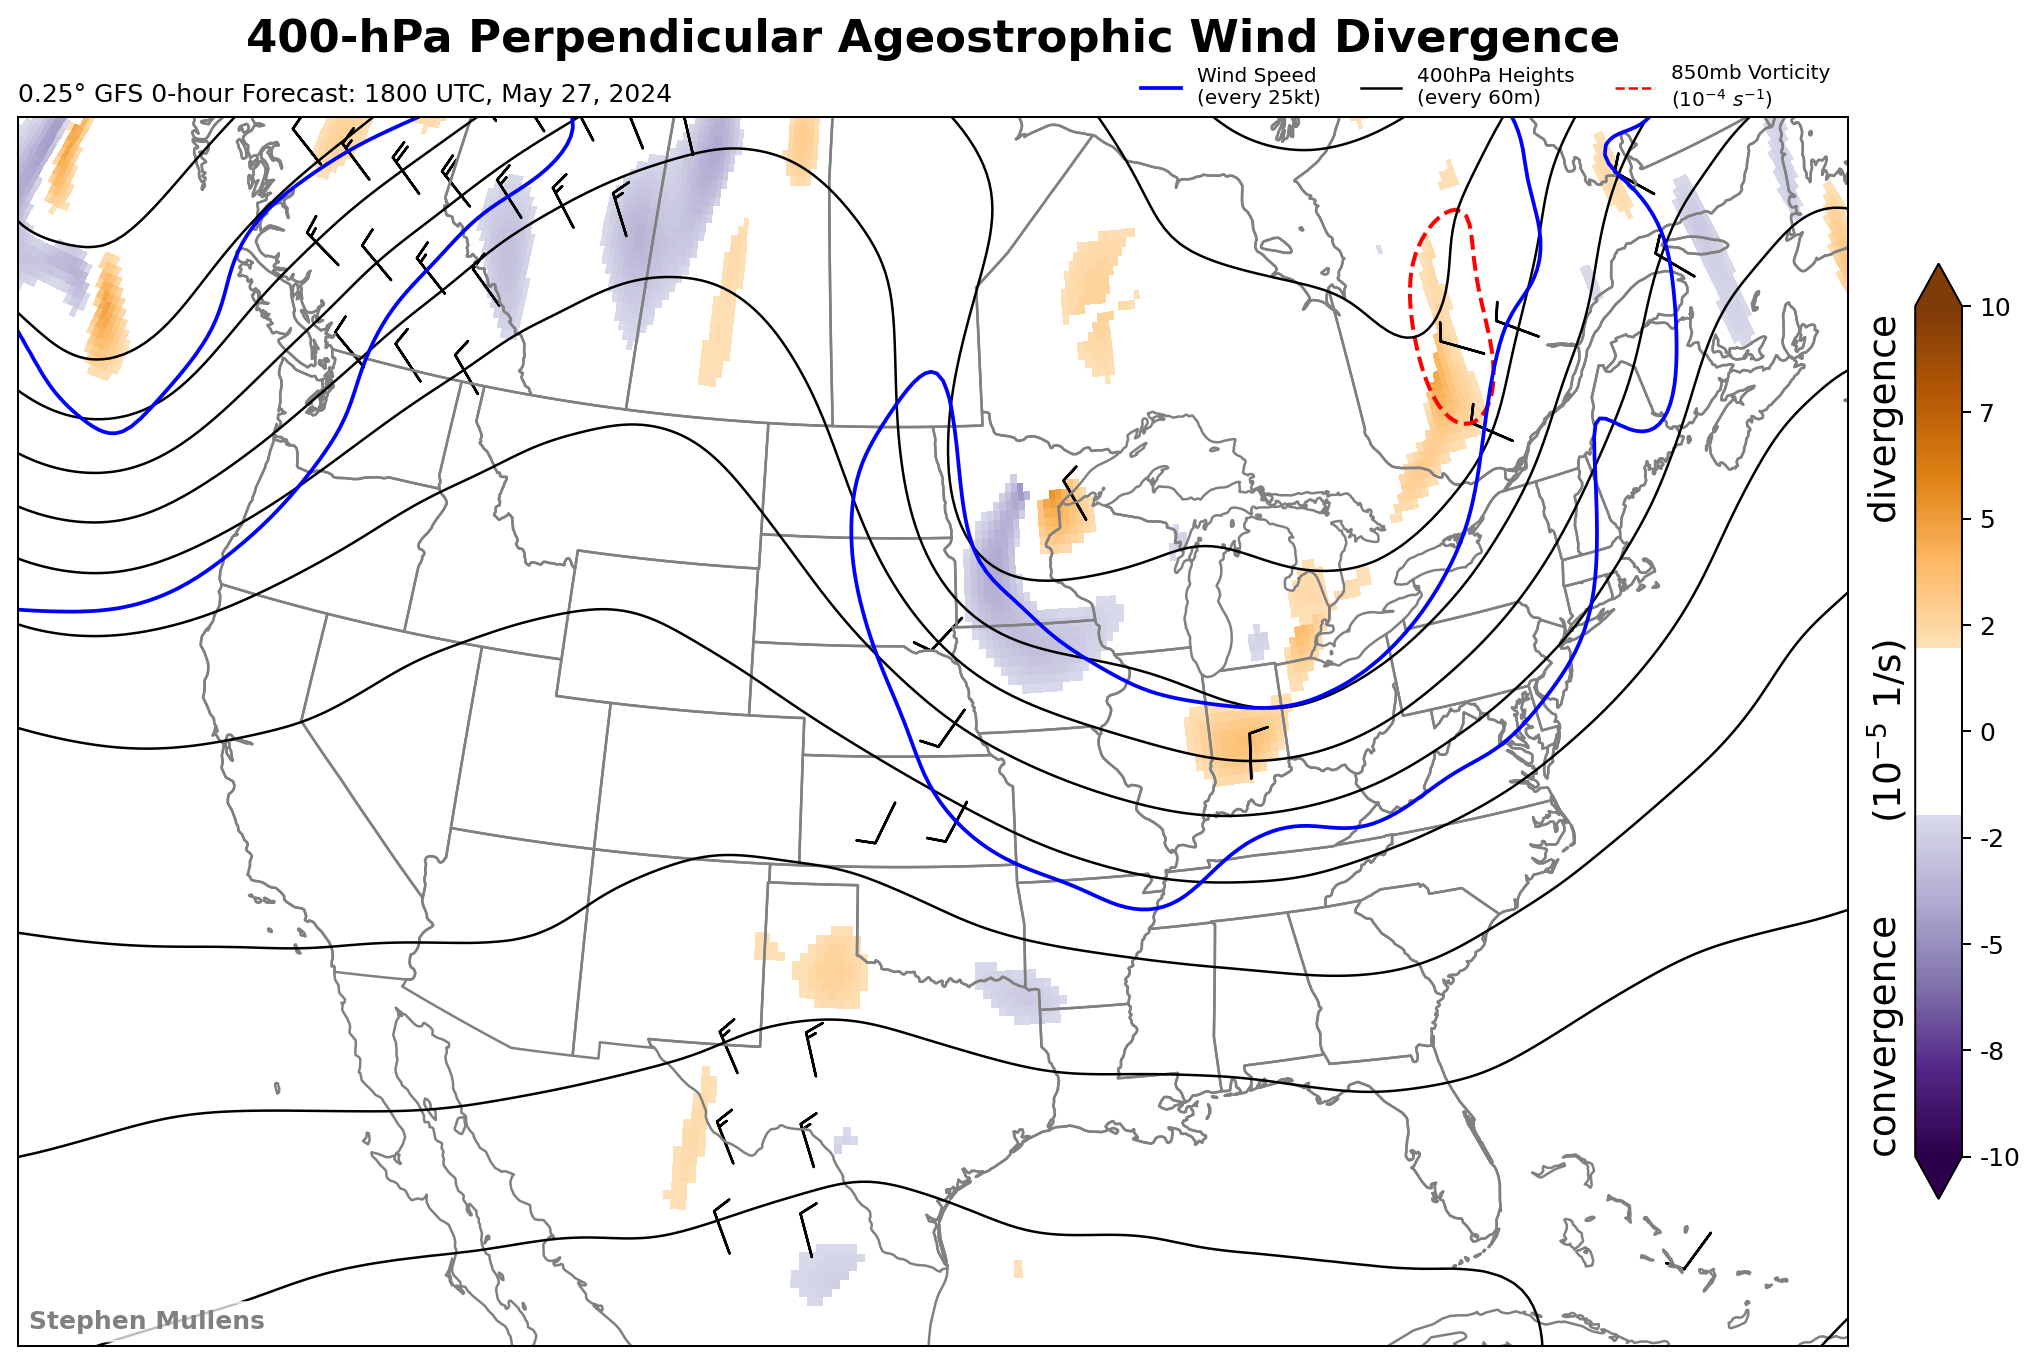 400-hPa Perpendicular Ageostrophic Wind Divergence
0.25° GFS 0-hour Forecast: 1800 UTC, May 27, 2024
Wind Speed
(every 25kt)
400hPa Heights
(every 60m)
850mb Vorticity
(10⁻⁴ s⁻¹)
10
7
5
2
0
-2
-5
-8
-10
convergence (10⁻⁵ 1/s) divergence
Stephen Mullens